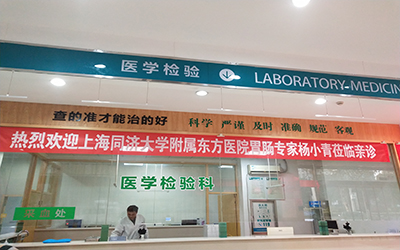 医学检验 LABORATORY-MEDICIN
查的准才能治的好 科学 严谨 及时 准确 规范 客观
热烈欢迎上海同济大学附属东方医院胃肠专家杨小青莅临亲诊
医学检验科
采血处